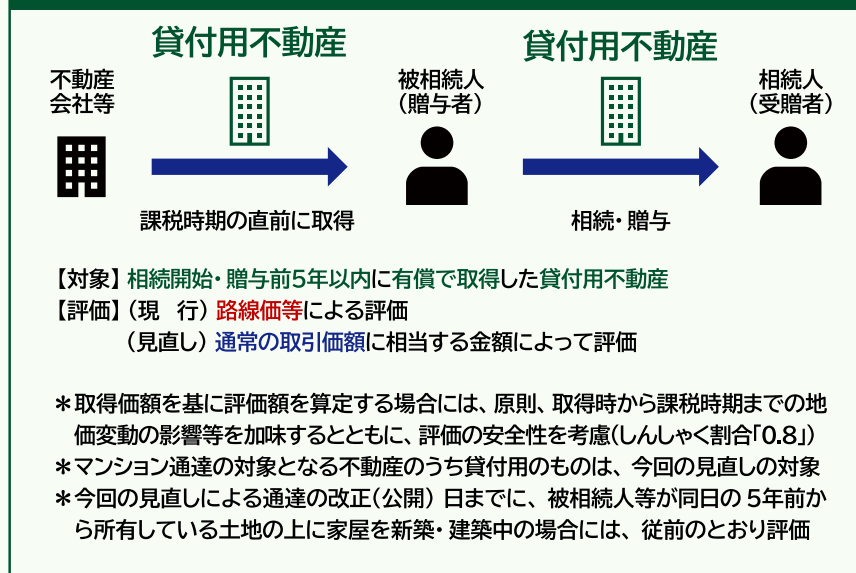 貸付用不動産
貸付用不動産
不動産
会社等
被相続人
(贈与者)
相続人
(受贈者)
課税時期の直前に取得
相続・贈与
【対象】相続開始・贈与前5年以内に有償で取得した貸付用不動産
【評価】(現　行)路線価等による評価
(見直し)通常の取引価額に相当する金額によって評価
＊取得価額を基に評価額を算定する場合には、原則、取得時から課税時期までの地
価変動の影響等を加味するとともに、評価の安全性を考慮(しんしゃく割合「0.8」)
＊マンション通達の対象となる不動産のうち貸付用のものは、今回の見直しの対象
＊今回の見直しによる通達の改正(公開)日までに、被相続人等が同日の5年前か
ら所有している土地の上に家屋を新築・建築中の場合には、従前のとおり評価